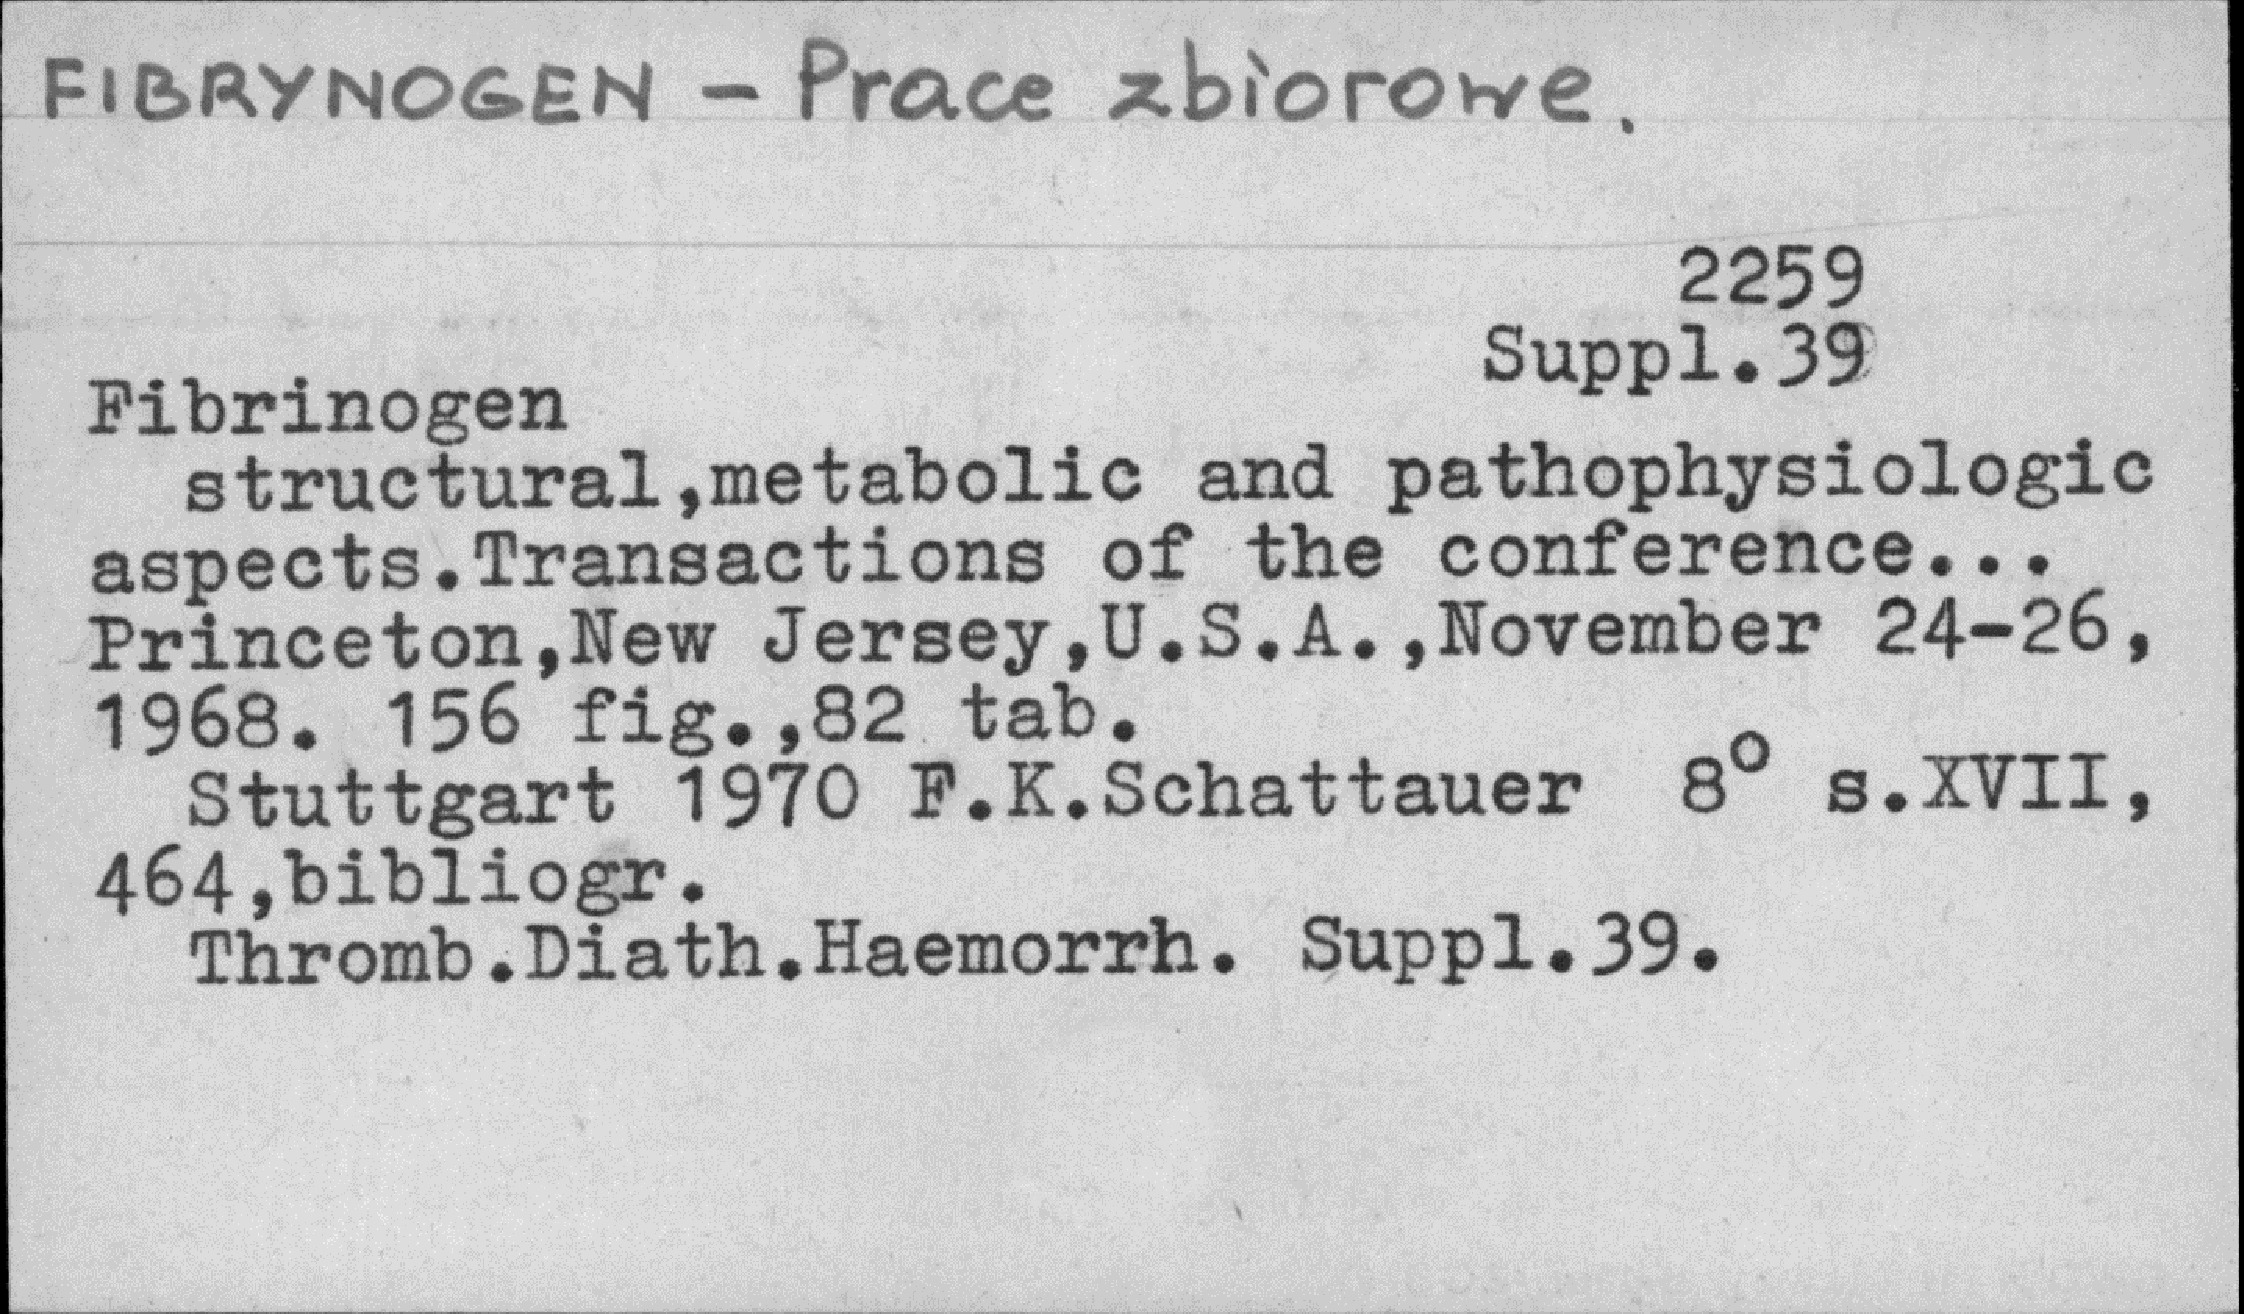 FIBRYNOGEN - Prace zbiorowe.
2259
Suppl.39
Fibrinogen
structural,metabolic and pathophysiologic
aspects.Transactions of the conference...
Princeton,New Jersey,U.S.A.,November 24-26,
1968. 156 fig.,82 tab.
Stuttgart 1970 F.K.Schattauer 8° s.XVII,
464,bibliogr.
Thromb.Diath.Haemorrh. Suppl.39.